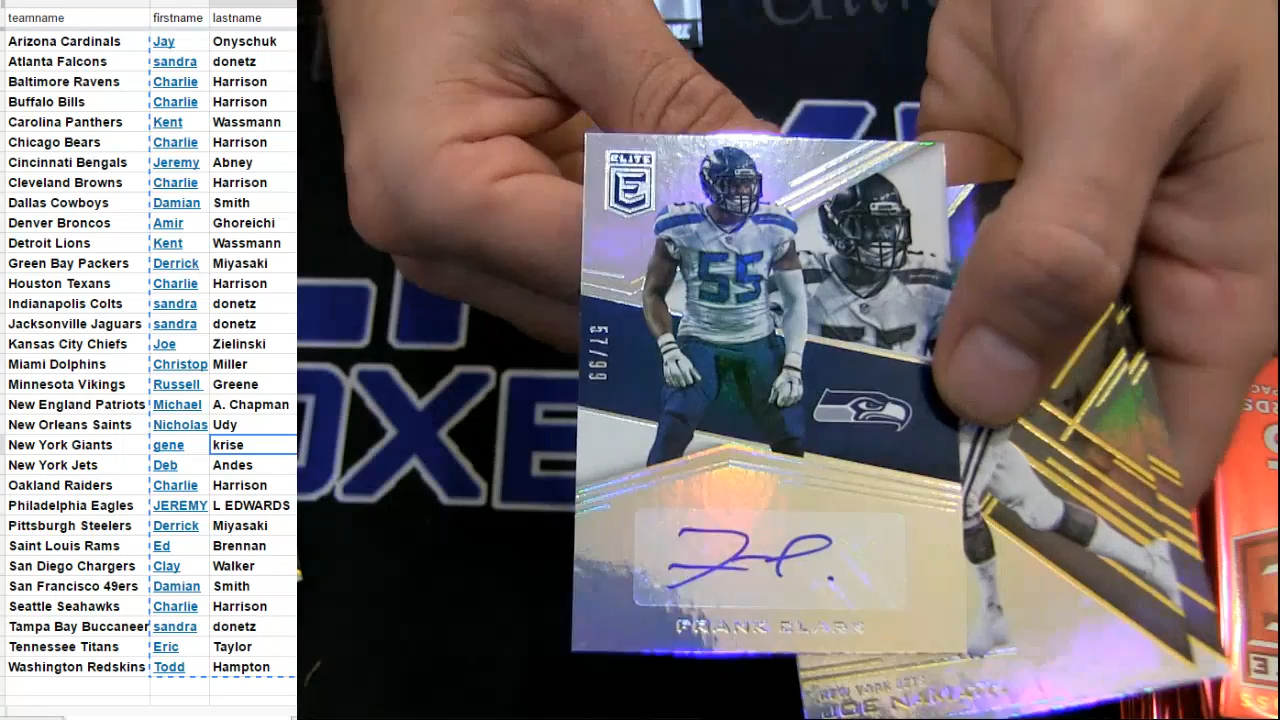 teamname firstname lastname
Arizona Cardinals Jay Onyschuk
Atlanta Falcons sandra donetz
Baltimore Ravens Charlie Harrison
Buffalo Bills Charlie Harrison
Carolina Panthers Kent Wassmann
Chicago Bears Charlie Harrison
Cincinnati Bengals Jeremy Abney
Cleveland Browns Charlie Harrison
Dallas Cowboys Damian Smith
Denver Broncos Amir Ghoreichi
Detroit Lions Kent Wassmann
Green Bay Packers Derrick Miyasaki
Houston Texans Charlie Harrison
Indianapolis Colts sandra donetz
Jacksonville Jaguars sandra donetz
Kansas City Chiefs Joe Zielinski
Miami Dolphins Christop Miller
Minnesota Vikings Russell Greene
New England Patriots Michael A. Chapman
New Orleans Saints Nicholas Udy
New York Giants gene krise
New York Jets Deb Andes
Oakland Raiders Charlie Harrison
Philadelphia Eagles JEREMY L EDWARDS
Pittsburgh Steelers Derrick Miyasaki
Saint Louis Rams Ed Brennan
San Diego Chargers Clay Walker
San Francisco 49ers Damian Smith
Seattle Seahawks Charlie Harrison
Tampa Bay Buccaneer sandra donetz
Tennessee Titans Eric Taylor
Washington Redskins Todd Hampton
ELITE
E
55
57/99
FRANK CLARK
NEW YORK JETS
JOE NAMATH
OXE